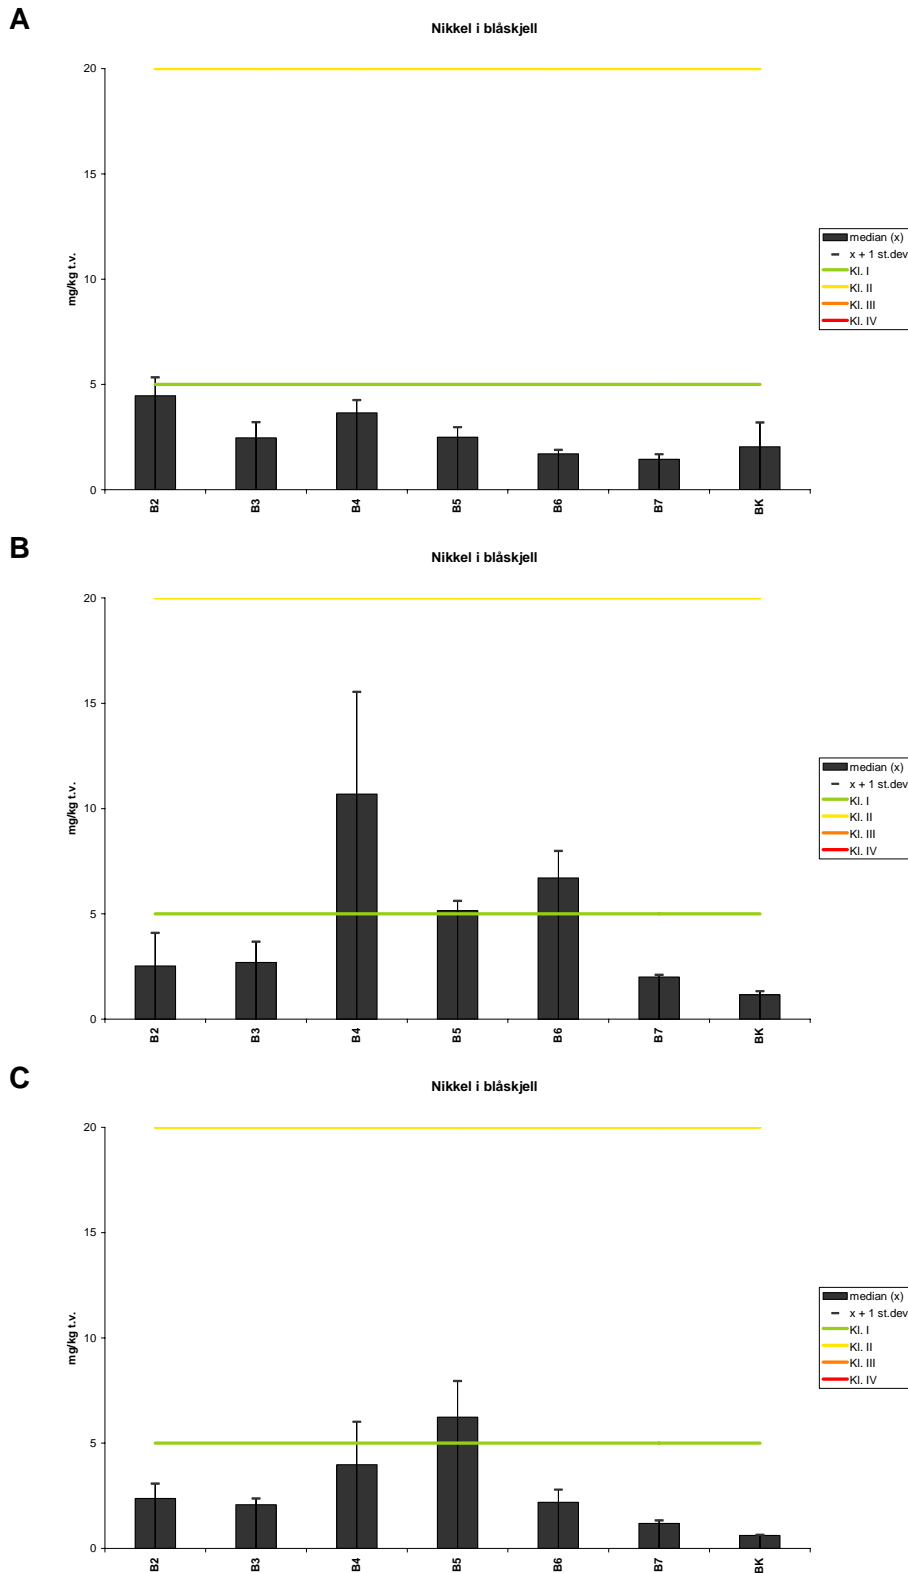 A
Nikkel i blåskjell
20
15
10
5
0
mg/kg t.v.
B2
B3
B4
B5
B6
B7
BK
median (x)
x + 1 st.dev
Kl. I
Kl. II
Kl. III
Kl. IV
B
Nikkel i blåskjell
20
15
10
5
0
mg/kg t.v.
B2
B3
B4
B5
B6
B7
BK
median (x)
x + 1 st.dev
Kl. I
Kl. II
Kl. III
Kl. IV
C
Nikkel i blåskjell
20
15
10
5
0
mg/kg t.v.
B2
B3
B4
B5
B6
B7
BK
median (x)
x + 1 st.dev
Kl. I
Kl. II
Kl. III
Kl. IV